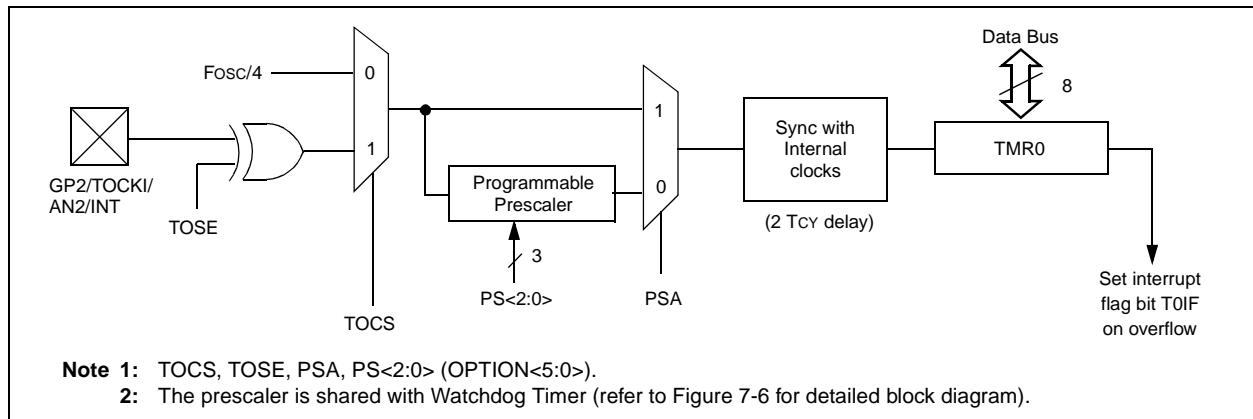 Data Bus
8
FOSC/4
0
1
GP2/TOCKI/
AN2/INT
TOSE
TOCS
Programmable
Prescaler
3
PS<2:0>
1
0
PSA
Sync with
Internal
clocks
(2 TCY delay)
TMR0
Set interrupt
flag bit T0IF
on overflow
Note 1: TOCS, TOSE, PSA, PS<2:0> (OPTION<5:0>).
2: The prescaler is shared with Watchdog Timer (refer to Figure 7-6 for detailed block diagram).